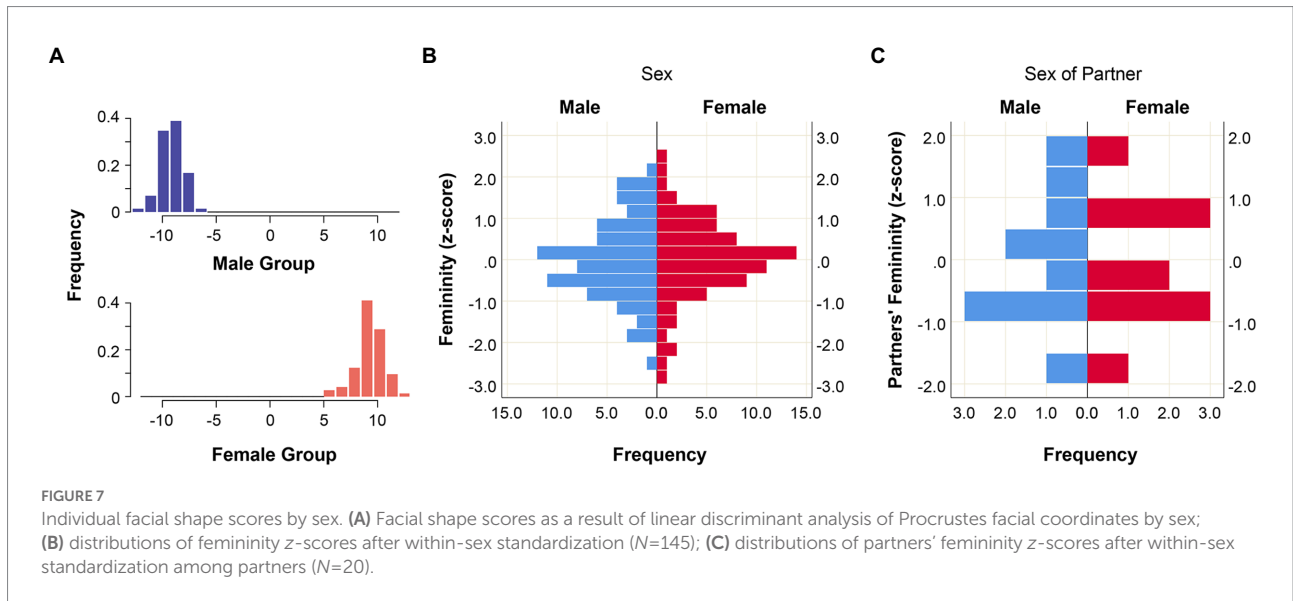 A
Frequency
0.4
0.2
0
-10 -5 0 5 10
Male Group
0.4
0.2
0
-10 -5 0 5 10
Female Group
B
Sex
Male Female
Femininity (z-score)
3.0 3.0
2.0 2.0
1.0 1.0
.0 .0
-1.0 -1.0
-2.0 -2.0
-3.0 -3.0
15.0 10.0 5.0 0.0 5.0 10.0 15.0
Frequency
C
Sex of Partner
Male Female
Partners' Femininity (z-score)
2.0 2.0
1.0 1.0
.0 .0
-1.0 -1.0
-2.0 -2.0
3.0 2.0 1.0 0.0 1.0 2.0 3.0
Frequency
FIGURE 7
Individual facial shape scores by sex. (A) Facial shape scores as a result of linear discriminant analysis of Procrustes facial coordinates by sex;
(B) distributions of femininity z-scores after within-sex standardization (N=145); (C) distributions of partners' femininity z-scores after within-sex
standardization among partners (N=20).